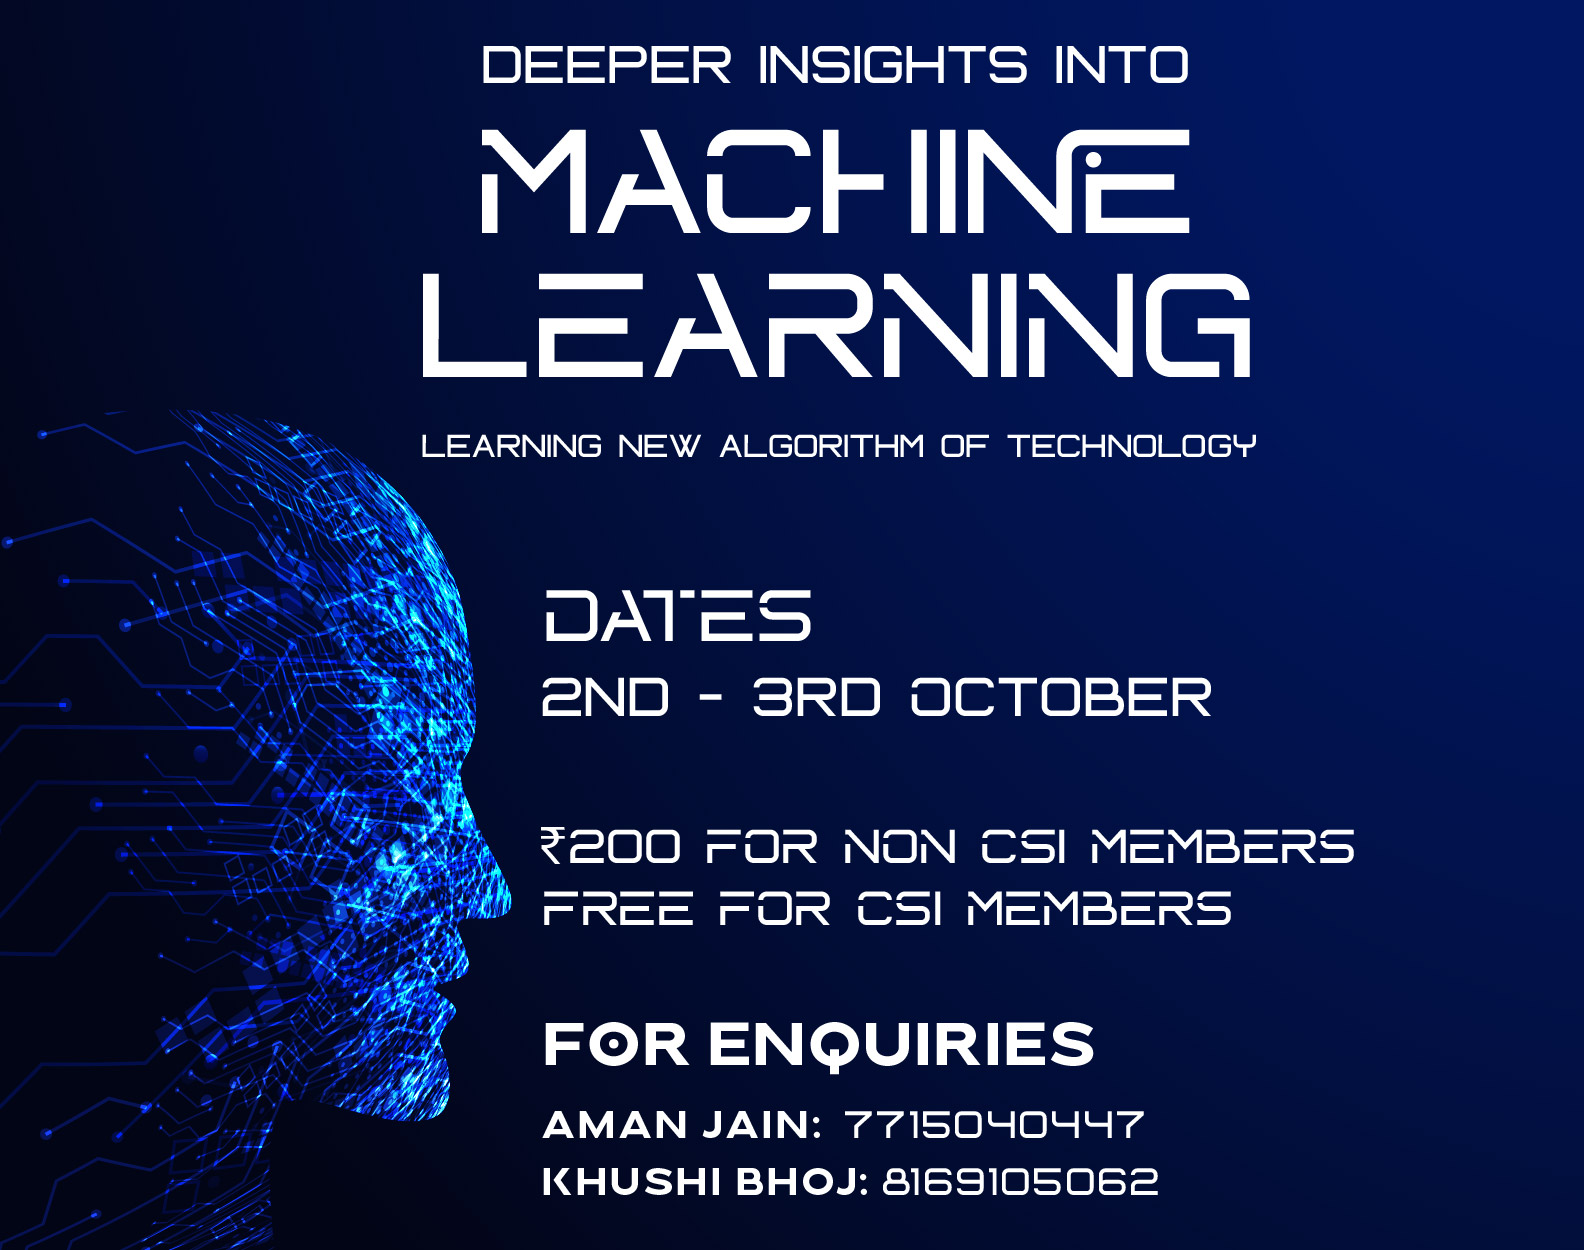 DEEPER INSIGHTS INTO
MACHINE
LEARNING
LEARNING NEW ALGORITHM OF TECHNOLOGY
DATES
2ND - 3RD OCTOBER
₹200 FOR NON CSI MEMBERS
FREE FOR CSI MEMBERS
FOR ENQUIRIES
AMAN JAIN: 7715040447
KHUSHI BHOJ: 8169105062